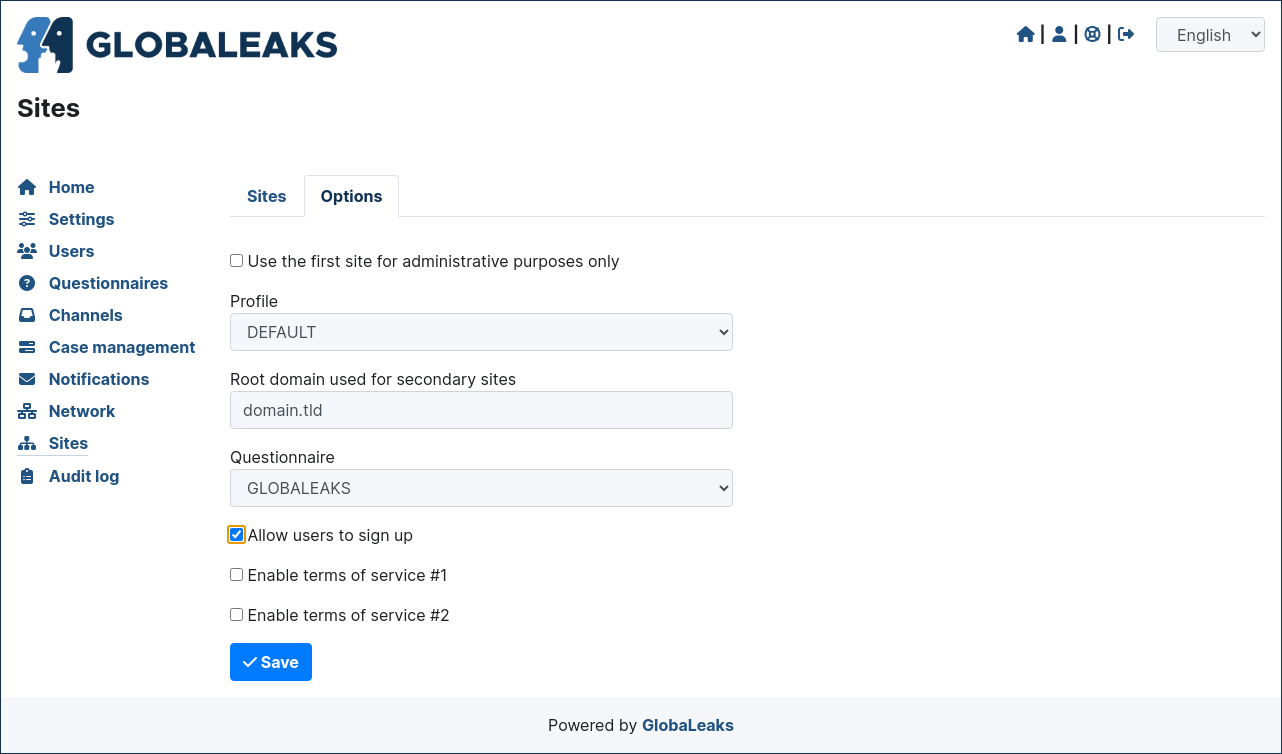 GLOBALEAKS
| | |
English
Sites
Home
Settings
Users
Questionnaires
Channels
Case management
Notifications
Network
Sites
Audit log
Sites Options
Use the first site for administrative purposes only
Profile
DEFAULT
Root domain used for secondary sites
domain.tld
Questionnaire
GLOBALEAKS
Allow users to sign up
Enable terms of service #1
Enable terms of service #2
Save
Powered by GlobaLeaks